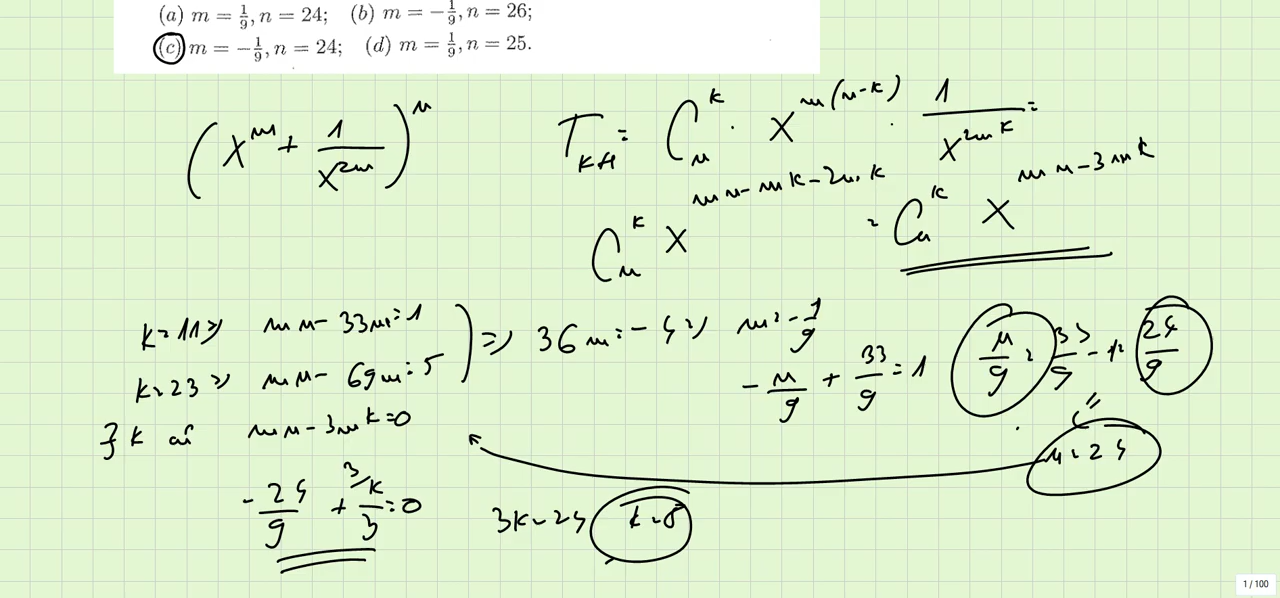 (a) m = 1/9, n = 24; (b) m = −1/9, n = 26;
(c) m = −1/9, n = 24; (d) m = 1/9, n = 25.
(x^m + 1/x^{2m})^n
T_{k+1} = C_n^k · x^{m(n−k)} · 1/x^{2mk} =
C_n^k x^{mn−mk−2mk} = C_n^k x^{mn−3mk}
k=11 ⇒ mn − 33m = 1
k=23 ⇒ mn − 69m = 5
⇒ 36m = −4 ⇒ m = −1/9
−n/9 + 33/9 = 1
n/9 = 33/9 − 1 = 24/9
n = 24
∃ k aî mn − 3mk = 0
−24/9 + k/3 = 0
3k = 24 k = 8
1 / 100